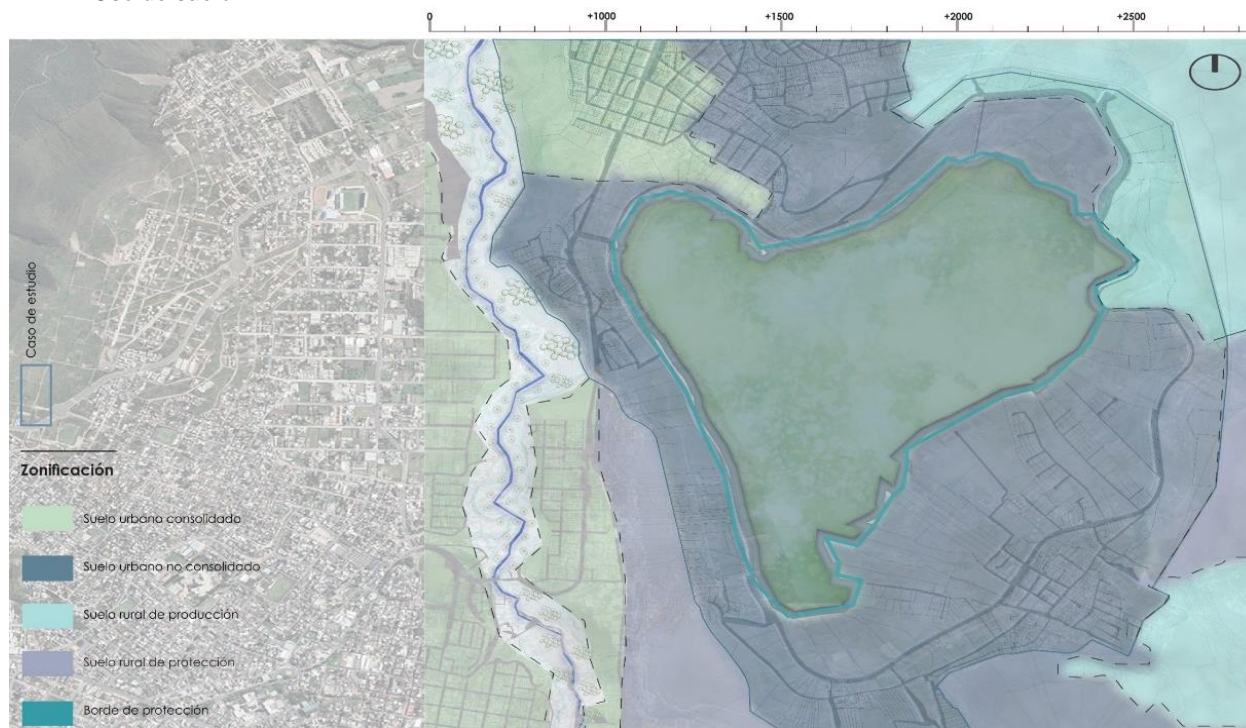 0 +1000 +1500 +2000 +2500
Caso de estudio
Zonificación
Suelo urbano consolidado
Suelo urbano no consolidado
Suelo rural de producción
Suelo rural de protección
Borde de protección